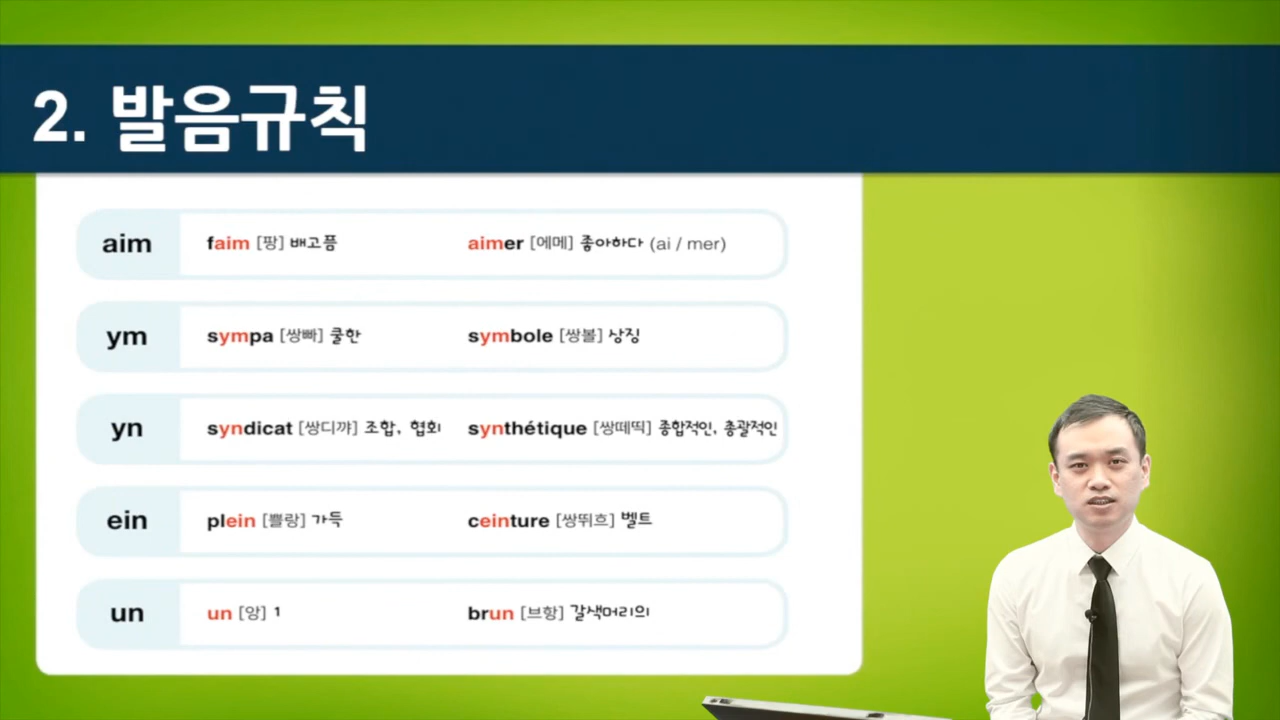 2. 발음규칙
aim faim [팡] 배고픔 aimer [에메] 좋아하다 (ai / mer)
ym sympa [쌍빠] 쿨한 symbole [쌍볼] 상징
yn syndicat [쌍디꺄] 조합, 협회 synthétique [쌍떼띡] 종합적인, 총괄적인
ein plein [쁠랑] 가득 ceinture [쌍뛰흐] 벨트
un un [앙] 1 brun [브항] 갈색머리의